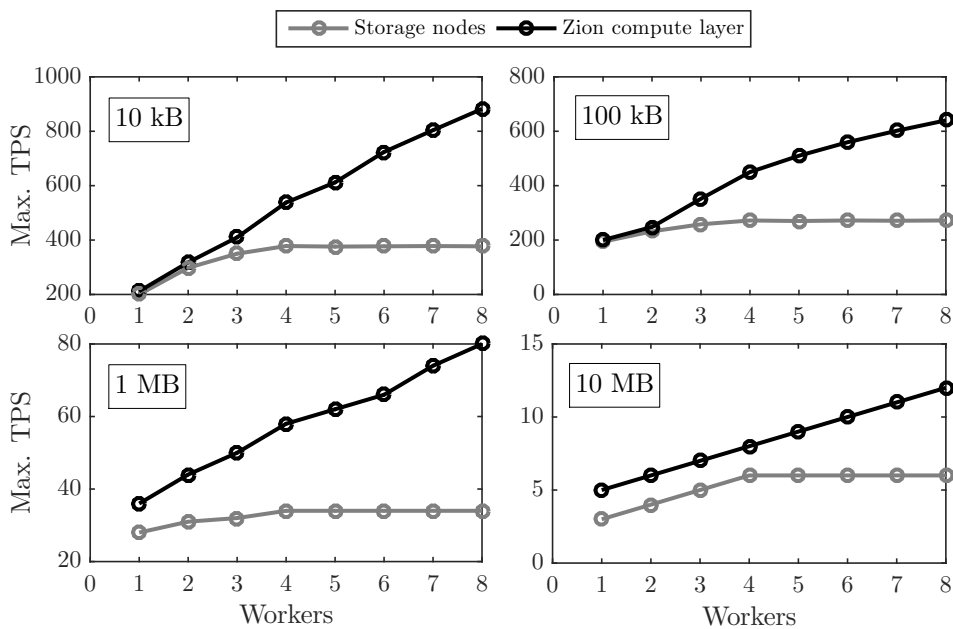 Storage nodes Zion compute layer
10 kB
Max. TPS
1000
800
600
400
200
0 1 2 3 4 5 6 7 8
100 kB
800
600
400
200
0
0 1 2 3 4 5 6 7 8
1 MB
Max. TPS
80
60
40
20
0 1 2 3 4 5 6 7 8
Workers
10 MB
15
10
5
0
0 1 2 3 4 5 6 7 8
Workers